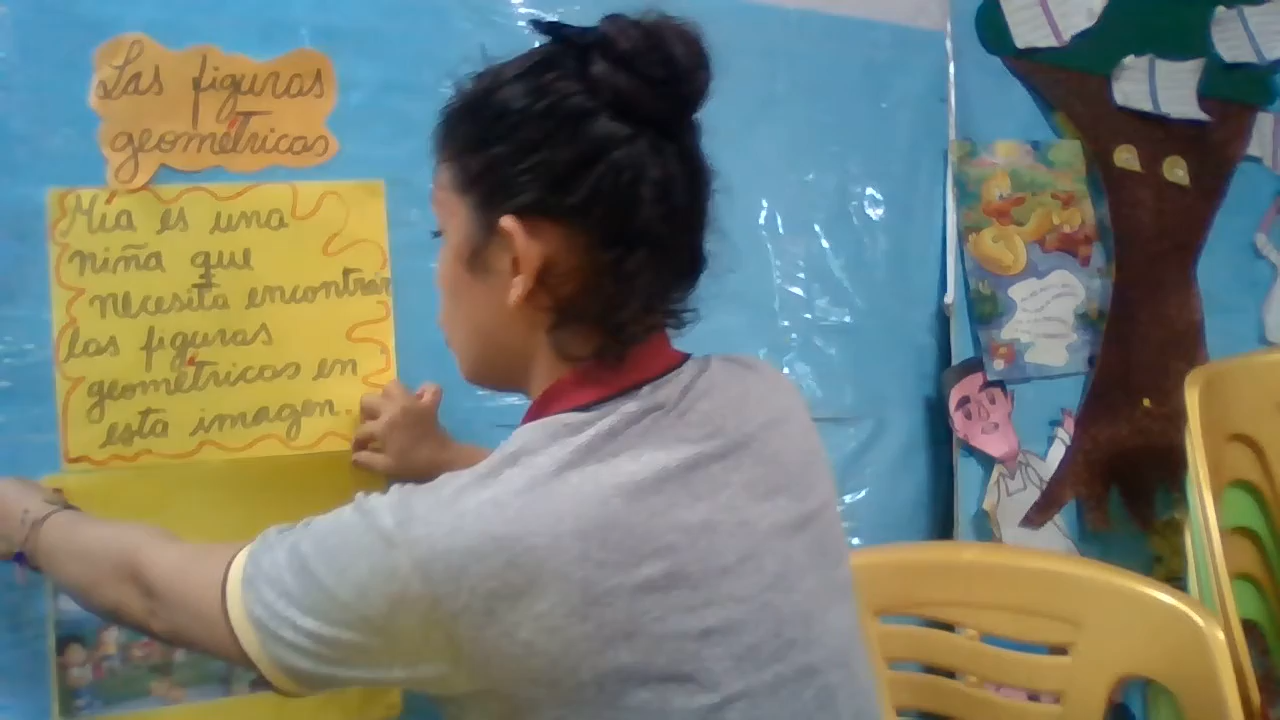 Las figuras
geométricas
Mía es una
niña que
necesita encontrar
las figuras
geométricas en
esta imagen.